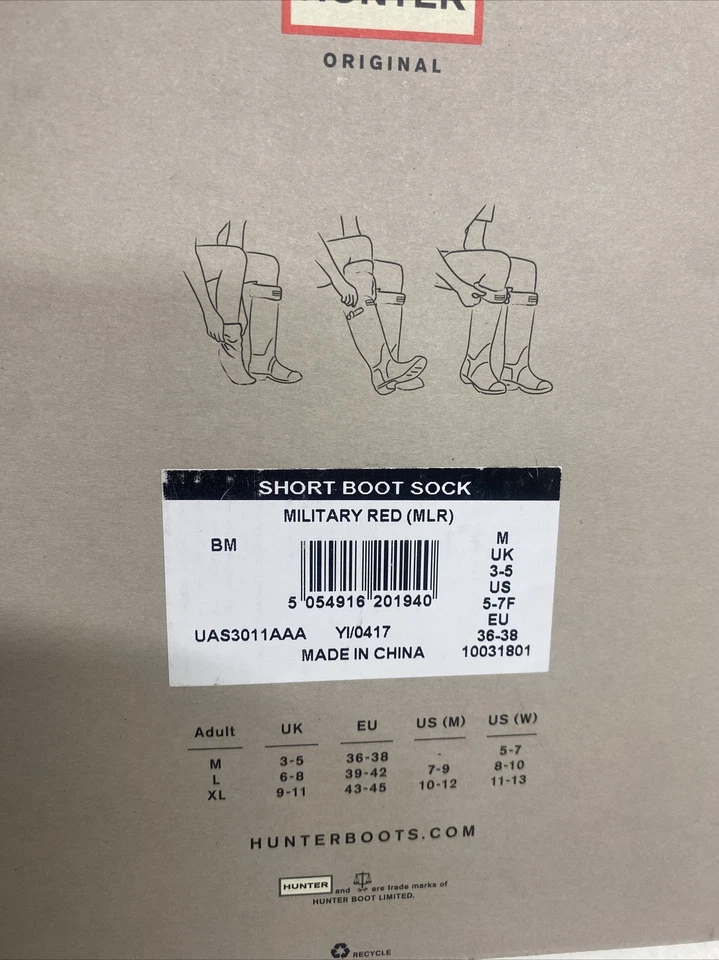 HUNTER
ORIGINAL
SHORT BOOT SOCK
MILITARY RED (MLR)
BM
M
UK
3-5
US
5-7F
EU
36-38
10031801
5 054916 201940
UAS3011AAA YI/0417
MADE IN CHINA
Adult UK EU US (M) US (W)
M 3-5 36-38 - 5-7
L 6-8 39-42 7-9 8-10
XL 9-11 43-45 10-12 11-13
HUNTERBOOTS.COM
HUNTER and are trade marks of
HUNTER BOOT LIMITED.
RECYCLE